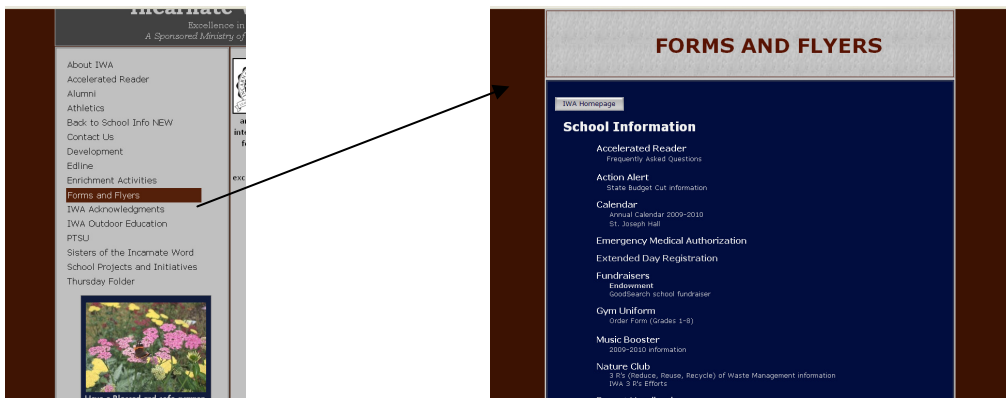 Incarnate
Excellence in
A Sponsored Ministry of
About IWA
Accelerated Reader
Alumni
Athletics
Back to School Info NEW
Contact Us
Development
Edline
Enrichment Activities
Forms and Flyers
IWA Acknowledgments
IWA Outdoor Education
PTSU
Sisters of the Incarnate Word
School Projects and Initiatives
Thursday Folder
FORMS AND FLYERS
IWA Homepage
School Information
Accelerated Reader
Frequently Asked Questions
Action Alert
State Budget Cut information
Calendar
Annual Calendar 2009-2010
St. Joseph Hall
Emergency Medical Authorization
Extended Day Registration
Fundraisers
Endowment
GoodSearch school fundraiser
Gym Uniform
Order Form (Grades 1-8)
Music Booster
2009-2010 information
Nature Club
3 R's (Reduce, Reuse, Recycle) of Waste Management information
IWA 3 R's Efforts